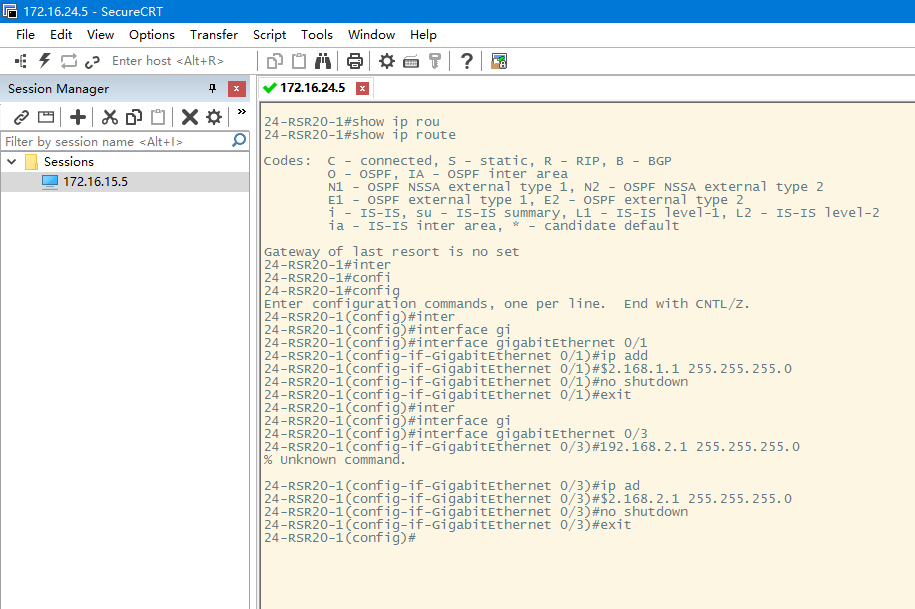 172.16.24.5 - SecureCRT
File Edit View Options Transfer Script Tools Window Help
Enter host <Alt+R>
Session Manager
172.16.24.5
Filter by session name <Alt+I>
Sessions
172.16.15.5
24-RSR20-1#show ip rou
24-RSR20-1#show ip route
Codes:  C - connected, S - static, R - RIP, B - BGP
O - OSPF, IA - OSPF inter area
N1 - OSPF NSSA external type 1, N2 - OSPF NSSA external type 2
E1 - OSPF external type 1, E2 - OSPF external type 2
i - IS-IS, su - IS-IS summary, L1 - IS-IS level-1, L2 - IS-IS level-2
ia - IS-IS inter area, * - candidate default
Gateway of last resort is no set
24-RSR20-1#inter
24-RSR20-1#confi
24-RSR20-1#config
Enter configuration commands, one per line.  End with CNTL/Z.
24-RSR20-1(config)#inter
24-RSR20-1(config)#interface gi
24-RSR20-1(config)#interface gigabitEthernet 0/1
24-RSR20-1(config-if-GigabitEthernet 0/1)#ip add
24-RSR20-1(config-if-GigabitEthernet 0/1)#$2.168.1.1 255.255.255.0
24-RSR20-1(config-if-GigabitEthernet 0/1)#no shutdown
24-RSR20-1(config-if-GigabitEthernet 0/1)#exit
24-RSR20-1(config)#inter
24-RSR20-1(config)#interface gi
24-RSR20-1(config)#interface gigabitEthernet 0/3
24-RSR20-1(config-if-GigabitEthernet 0/3)#192.168.2.1 255.255.255.0
% Unknown command.
24-RSR20-1(config-if-GigabitEthernet 0/3)#ip ad
24-RSR20-1(config-if-GigabitEthernet 0/3)#$2.168.2.1 255.255.255.0
24-RSR20-1(config-if-GigabitEthernet 0/3)#no shutdown
24-RSR20-1(config-if-GigabitEthernet 0/3)#exit
24-RSR20-1(config)#